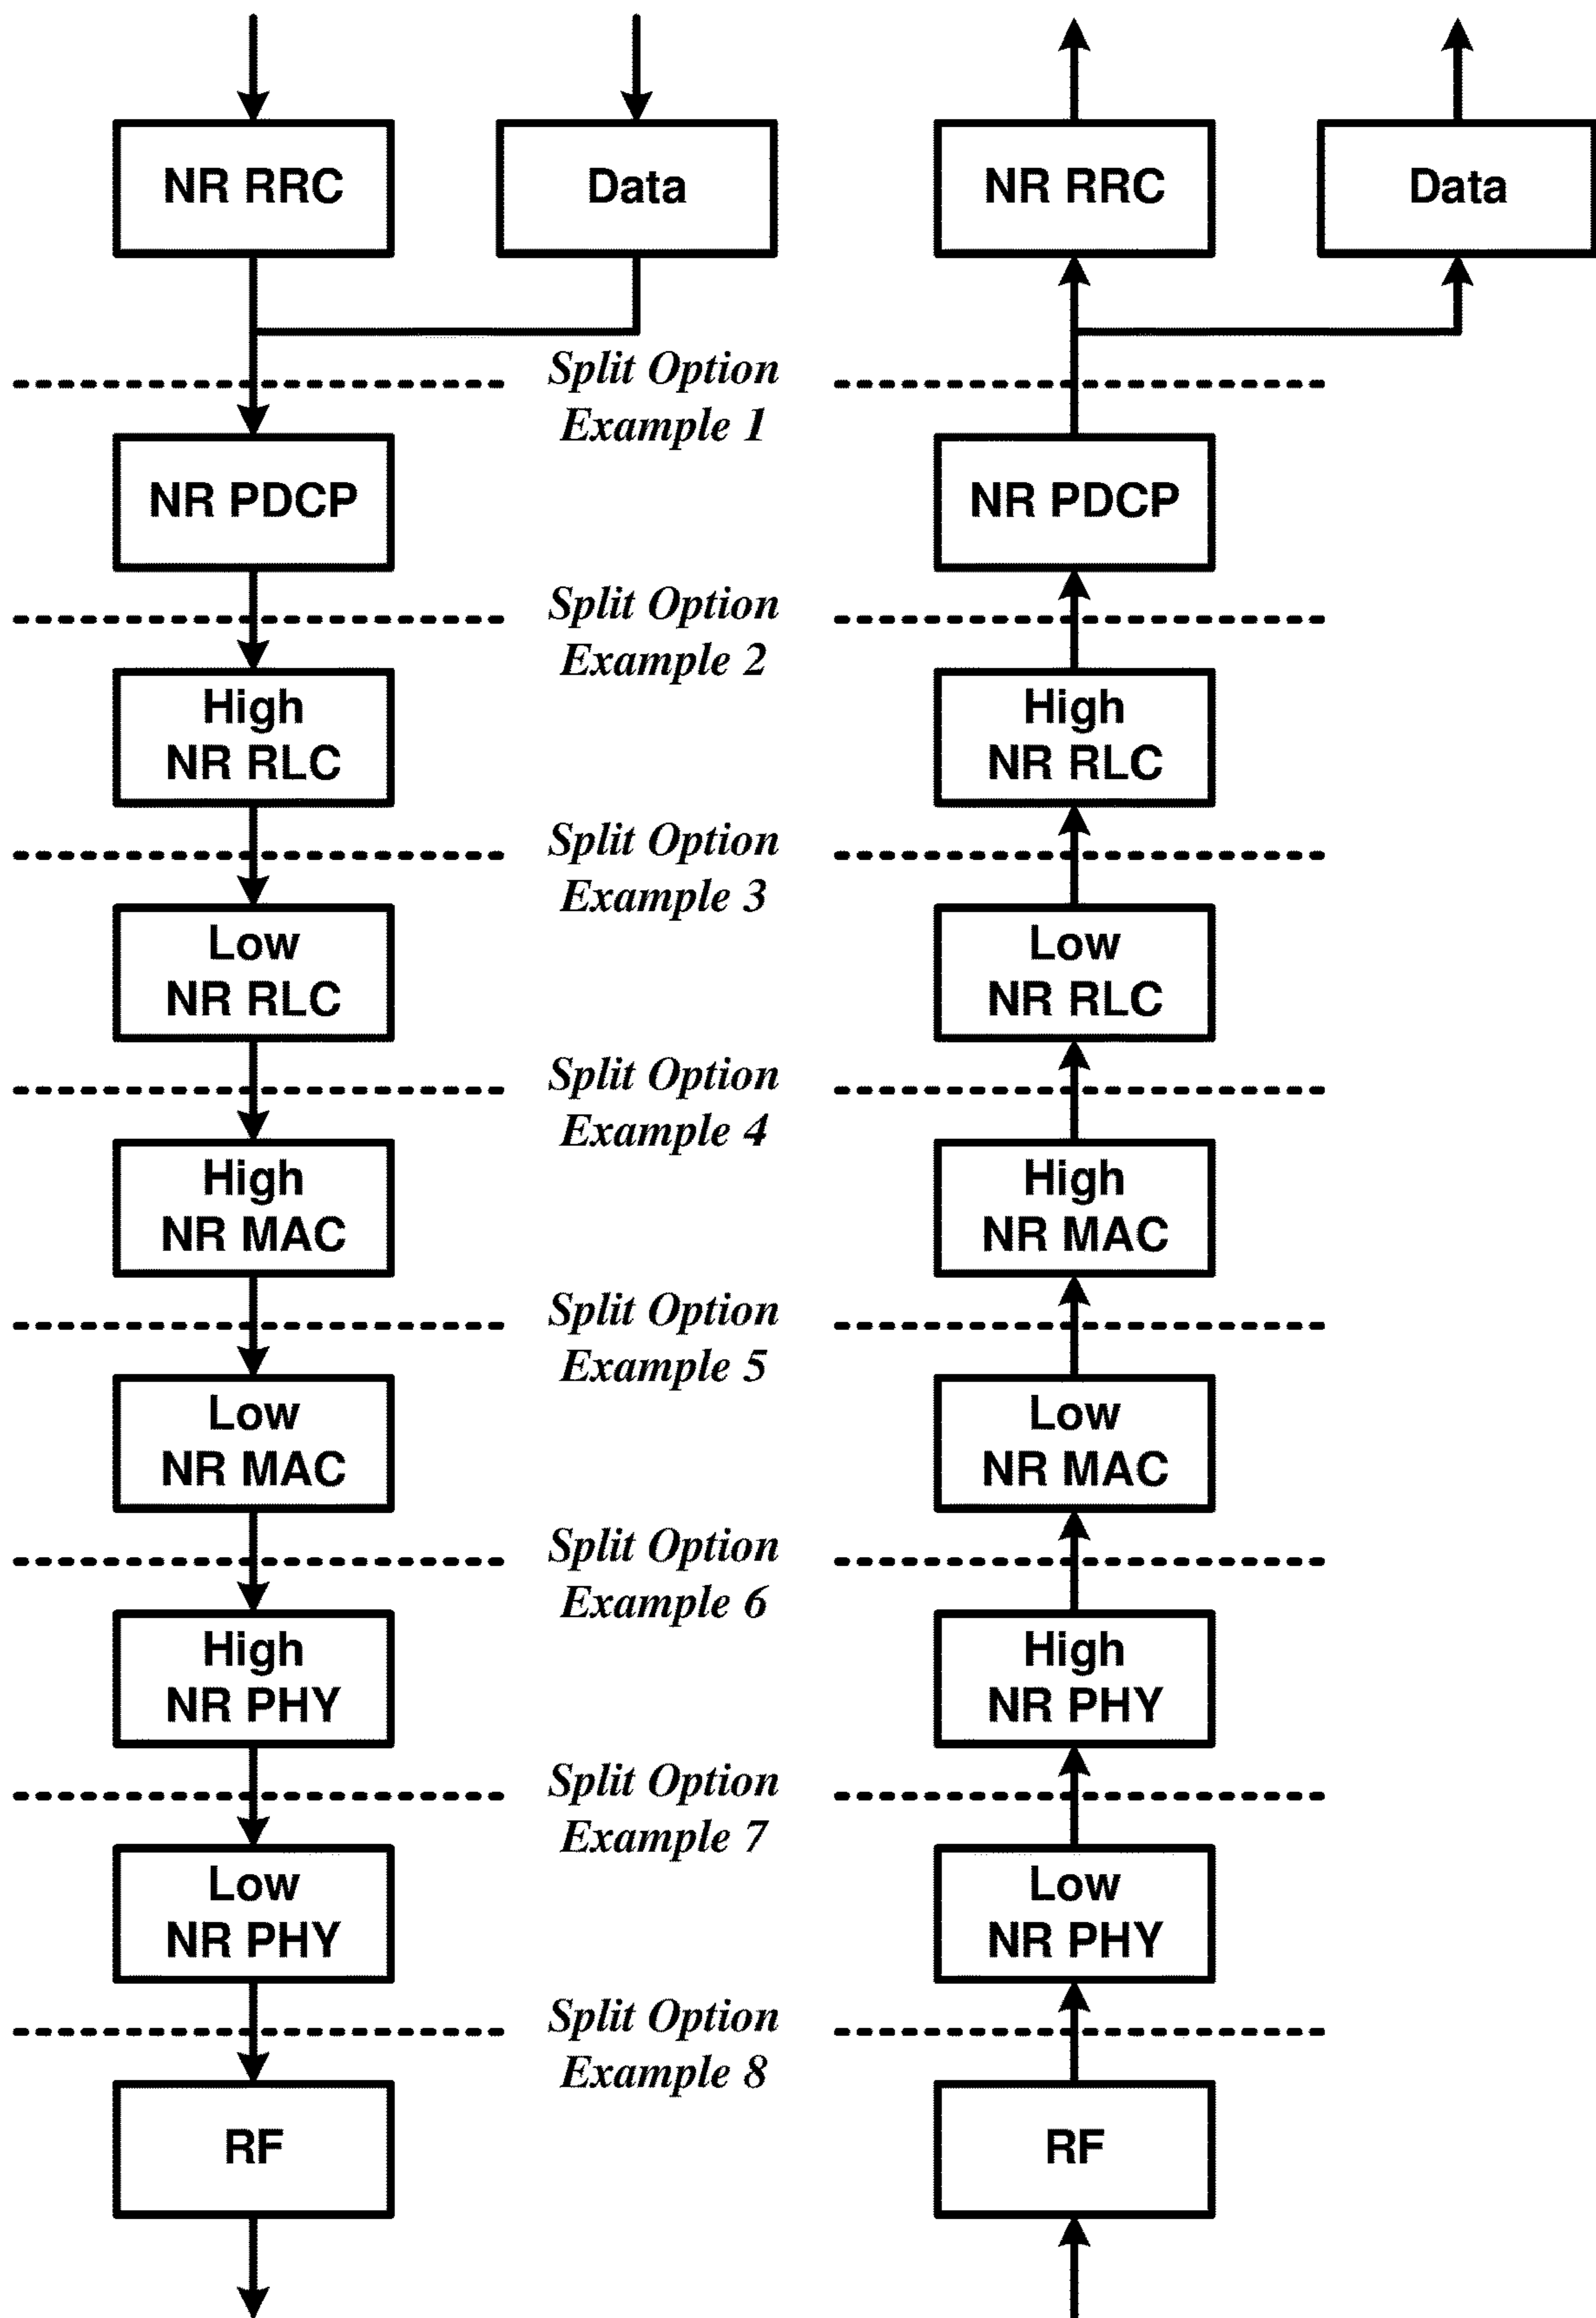 NR RRC
Data
NR RRC
Data
Split Option
Example 1
NR PDCP
NR PDCP
Split Option
Example 2
High
NR RLC
High
NR RLC
Split Option
Example 3
Low
NR RLC
Low
NR RLC
Split Option
Example 4
High
NR MAC
High
NR MAC
Split Option
Example 5
Low
NR MAC
Low
NR MAC
Split Option
Example 6
High
NR PHY
High
NR PHY
Split Option
Example 7
Low
NR PHY
Low
NR PHY
Split Option
Example 8
RF
RF